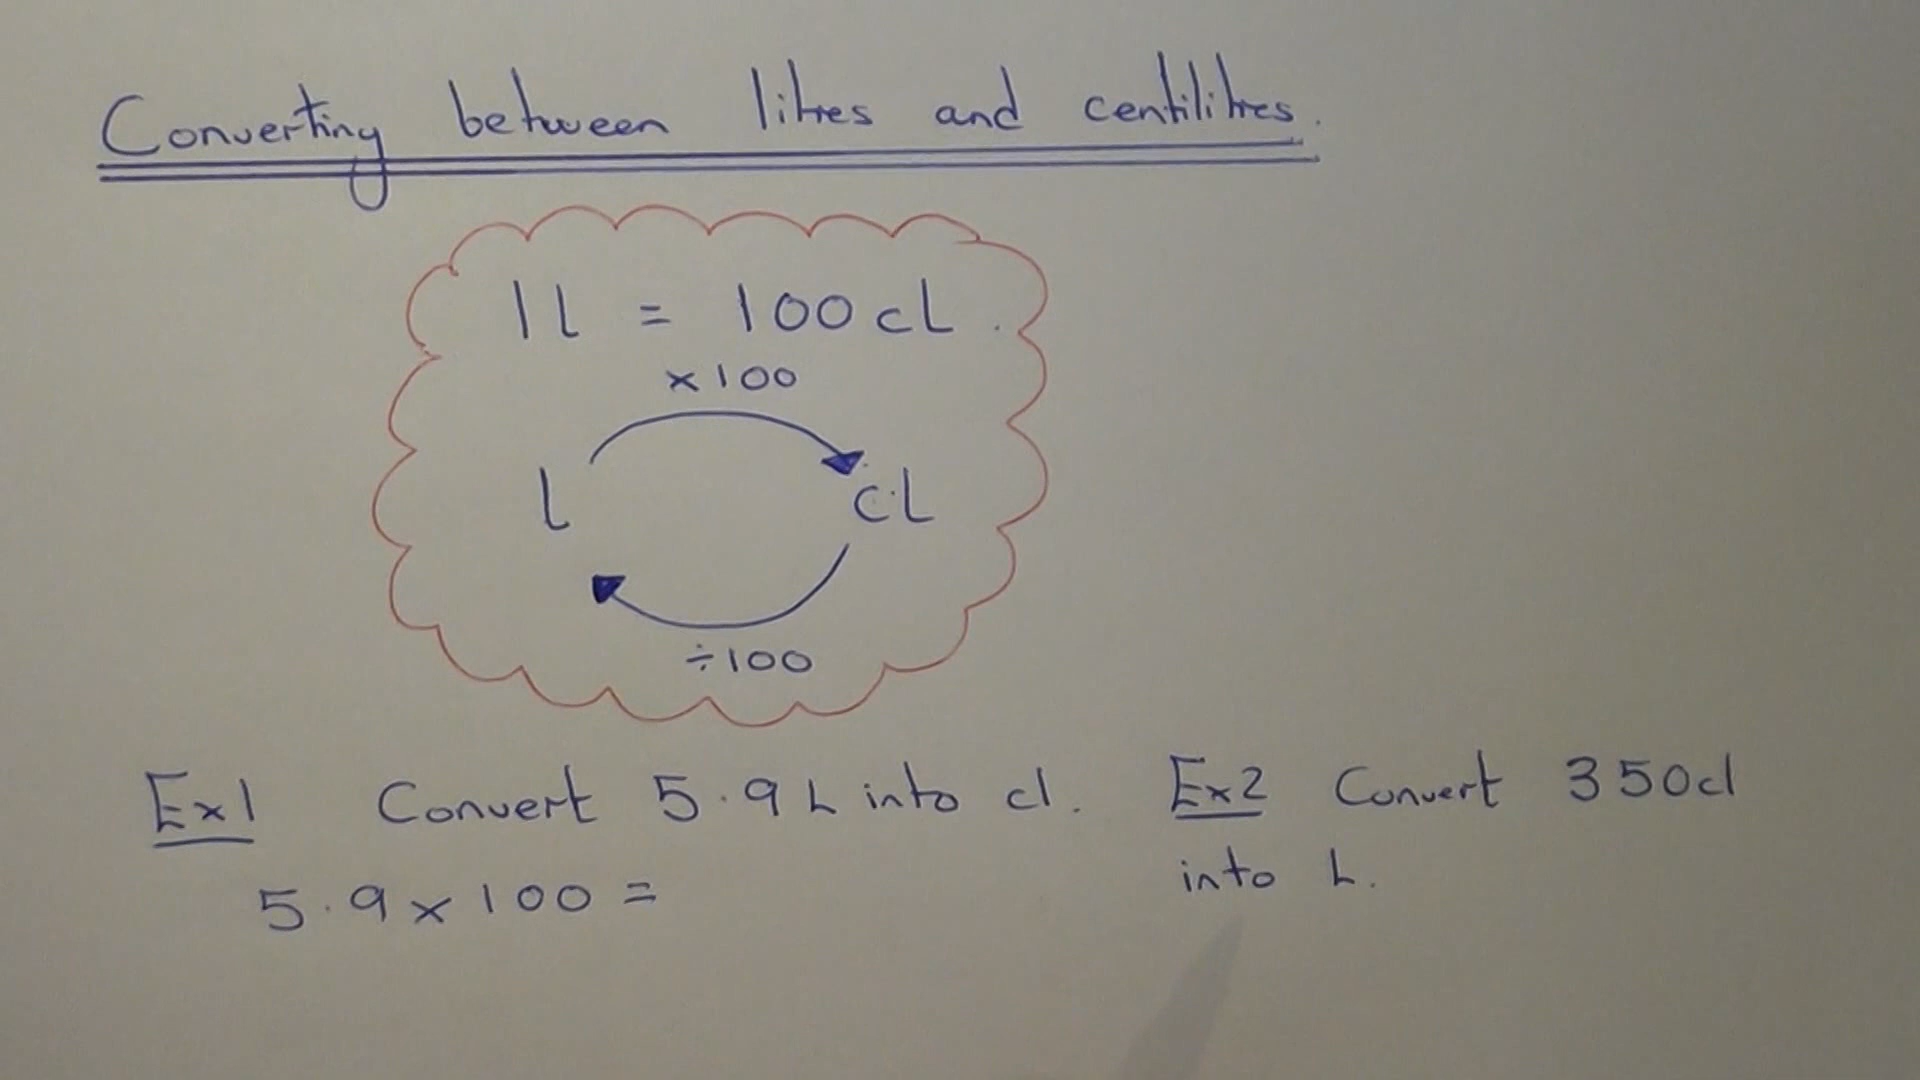 Converting between litres and centilitres.
1l = 100cL.
×100
l cL
÷100
Ex1 Convert 5.9L into cl.
5.9 × 100 =
Ex2 Convert 350cl
into L.